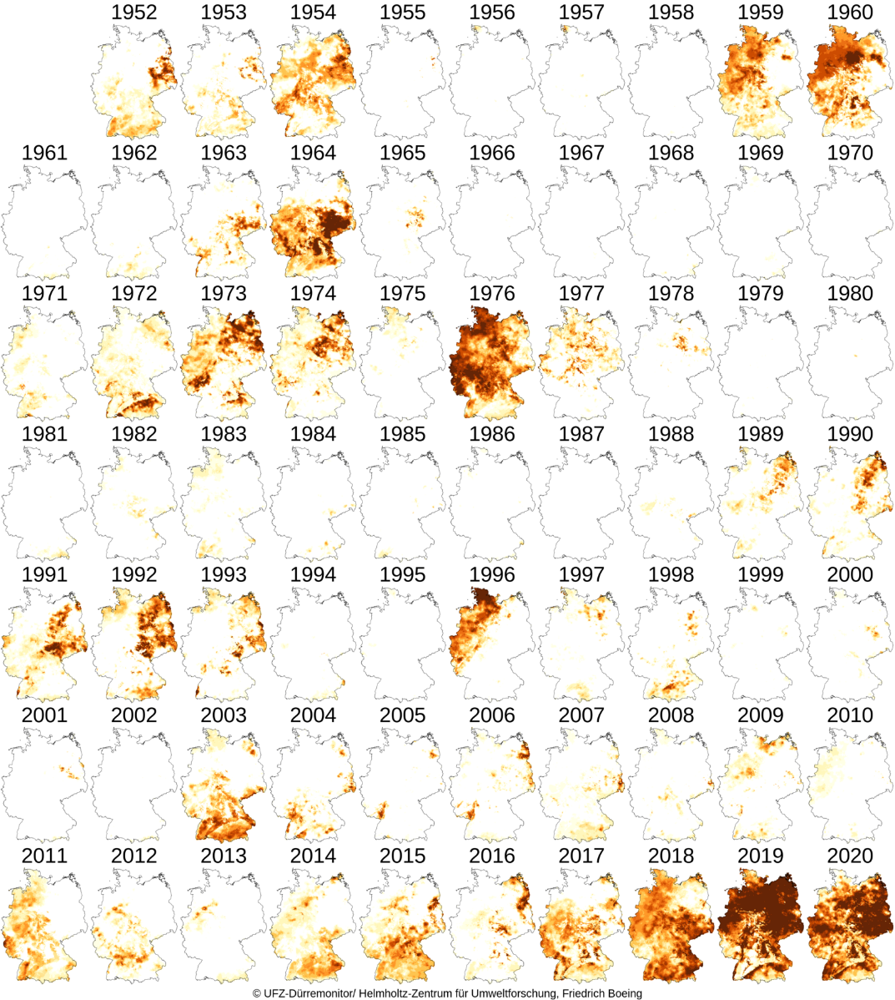 1952 1953 1954 1955 1956 1957 1958 1959 1960
1961 1962 1963 1964 1965 1966 1967 1968 1969 1970
1971 1972 1973 1974 1975 1976 1977 1978 1979 1980
1981 1982 1983 1984 1985 1986 1987 1988 1989 1990
1991 1992 1993 1994 1995 1996 1997 1998 1999 2000
2001 2002 2003 2004 2005 2006 2007 2008 2009 2010
2011 2012 2013 2014 2015 2016 2017 2018 2019 2020
© UFZ-Dürremonitor/ Helmholtz-Zentrum für Umweltforschung, Friedrich Boeing